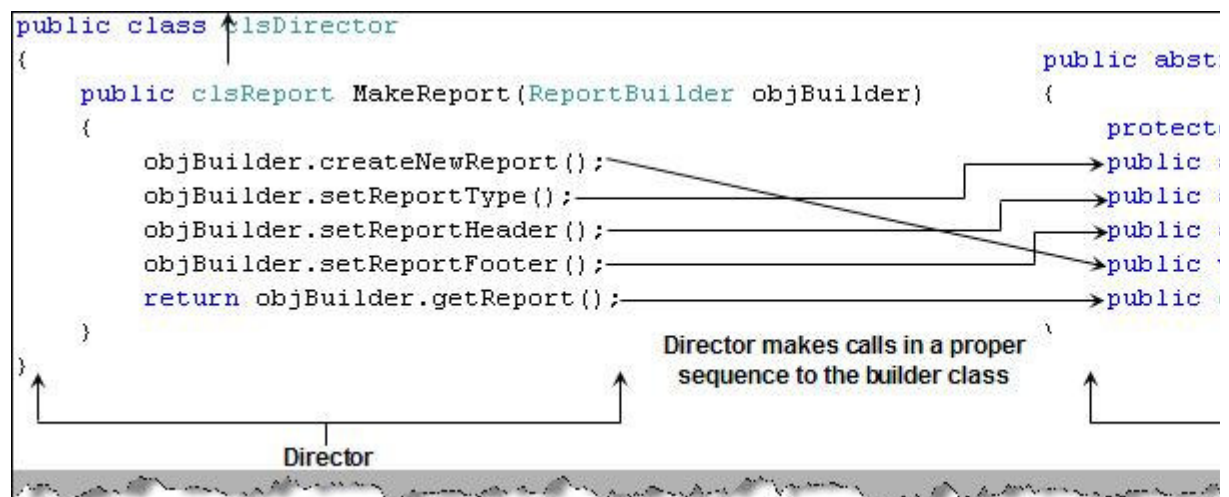 public class clsDirector
{
public clsReport MakeReport(ReportBuilder objBuilder)
{
objBuilder.createNewReport();
objBuilder.setReportType();
objBuilder.setReportHeader();
objBuilder.setReportFooter();
return objBuilder.getReport();
}
}
Director
Director makes calls in a proper
sequence to the builder class
public
{
public
public
public
public
public